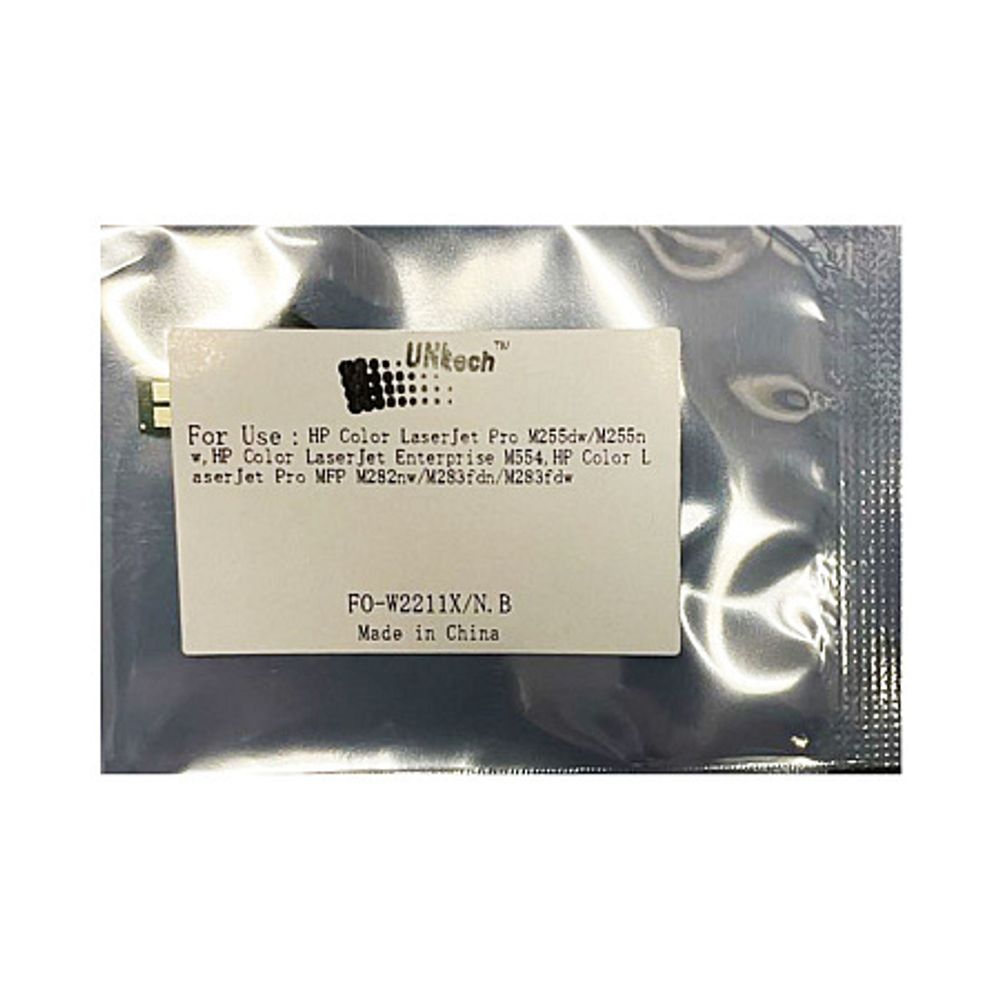 UNtech™
For Use : HP Color LaserJet Pro M255dw/M255n
w,HP Color LaserJet Enterprise M554,HP Color L
aserJet Pro MFP M282nw/M283fdn/M283fdw
FO-W2211X/N.B
Made in China